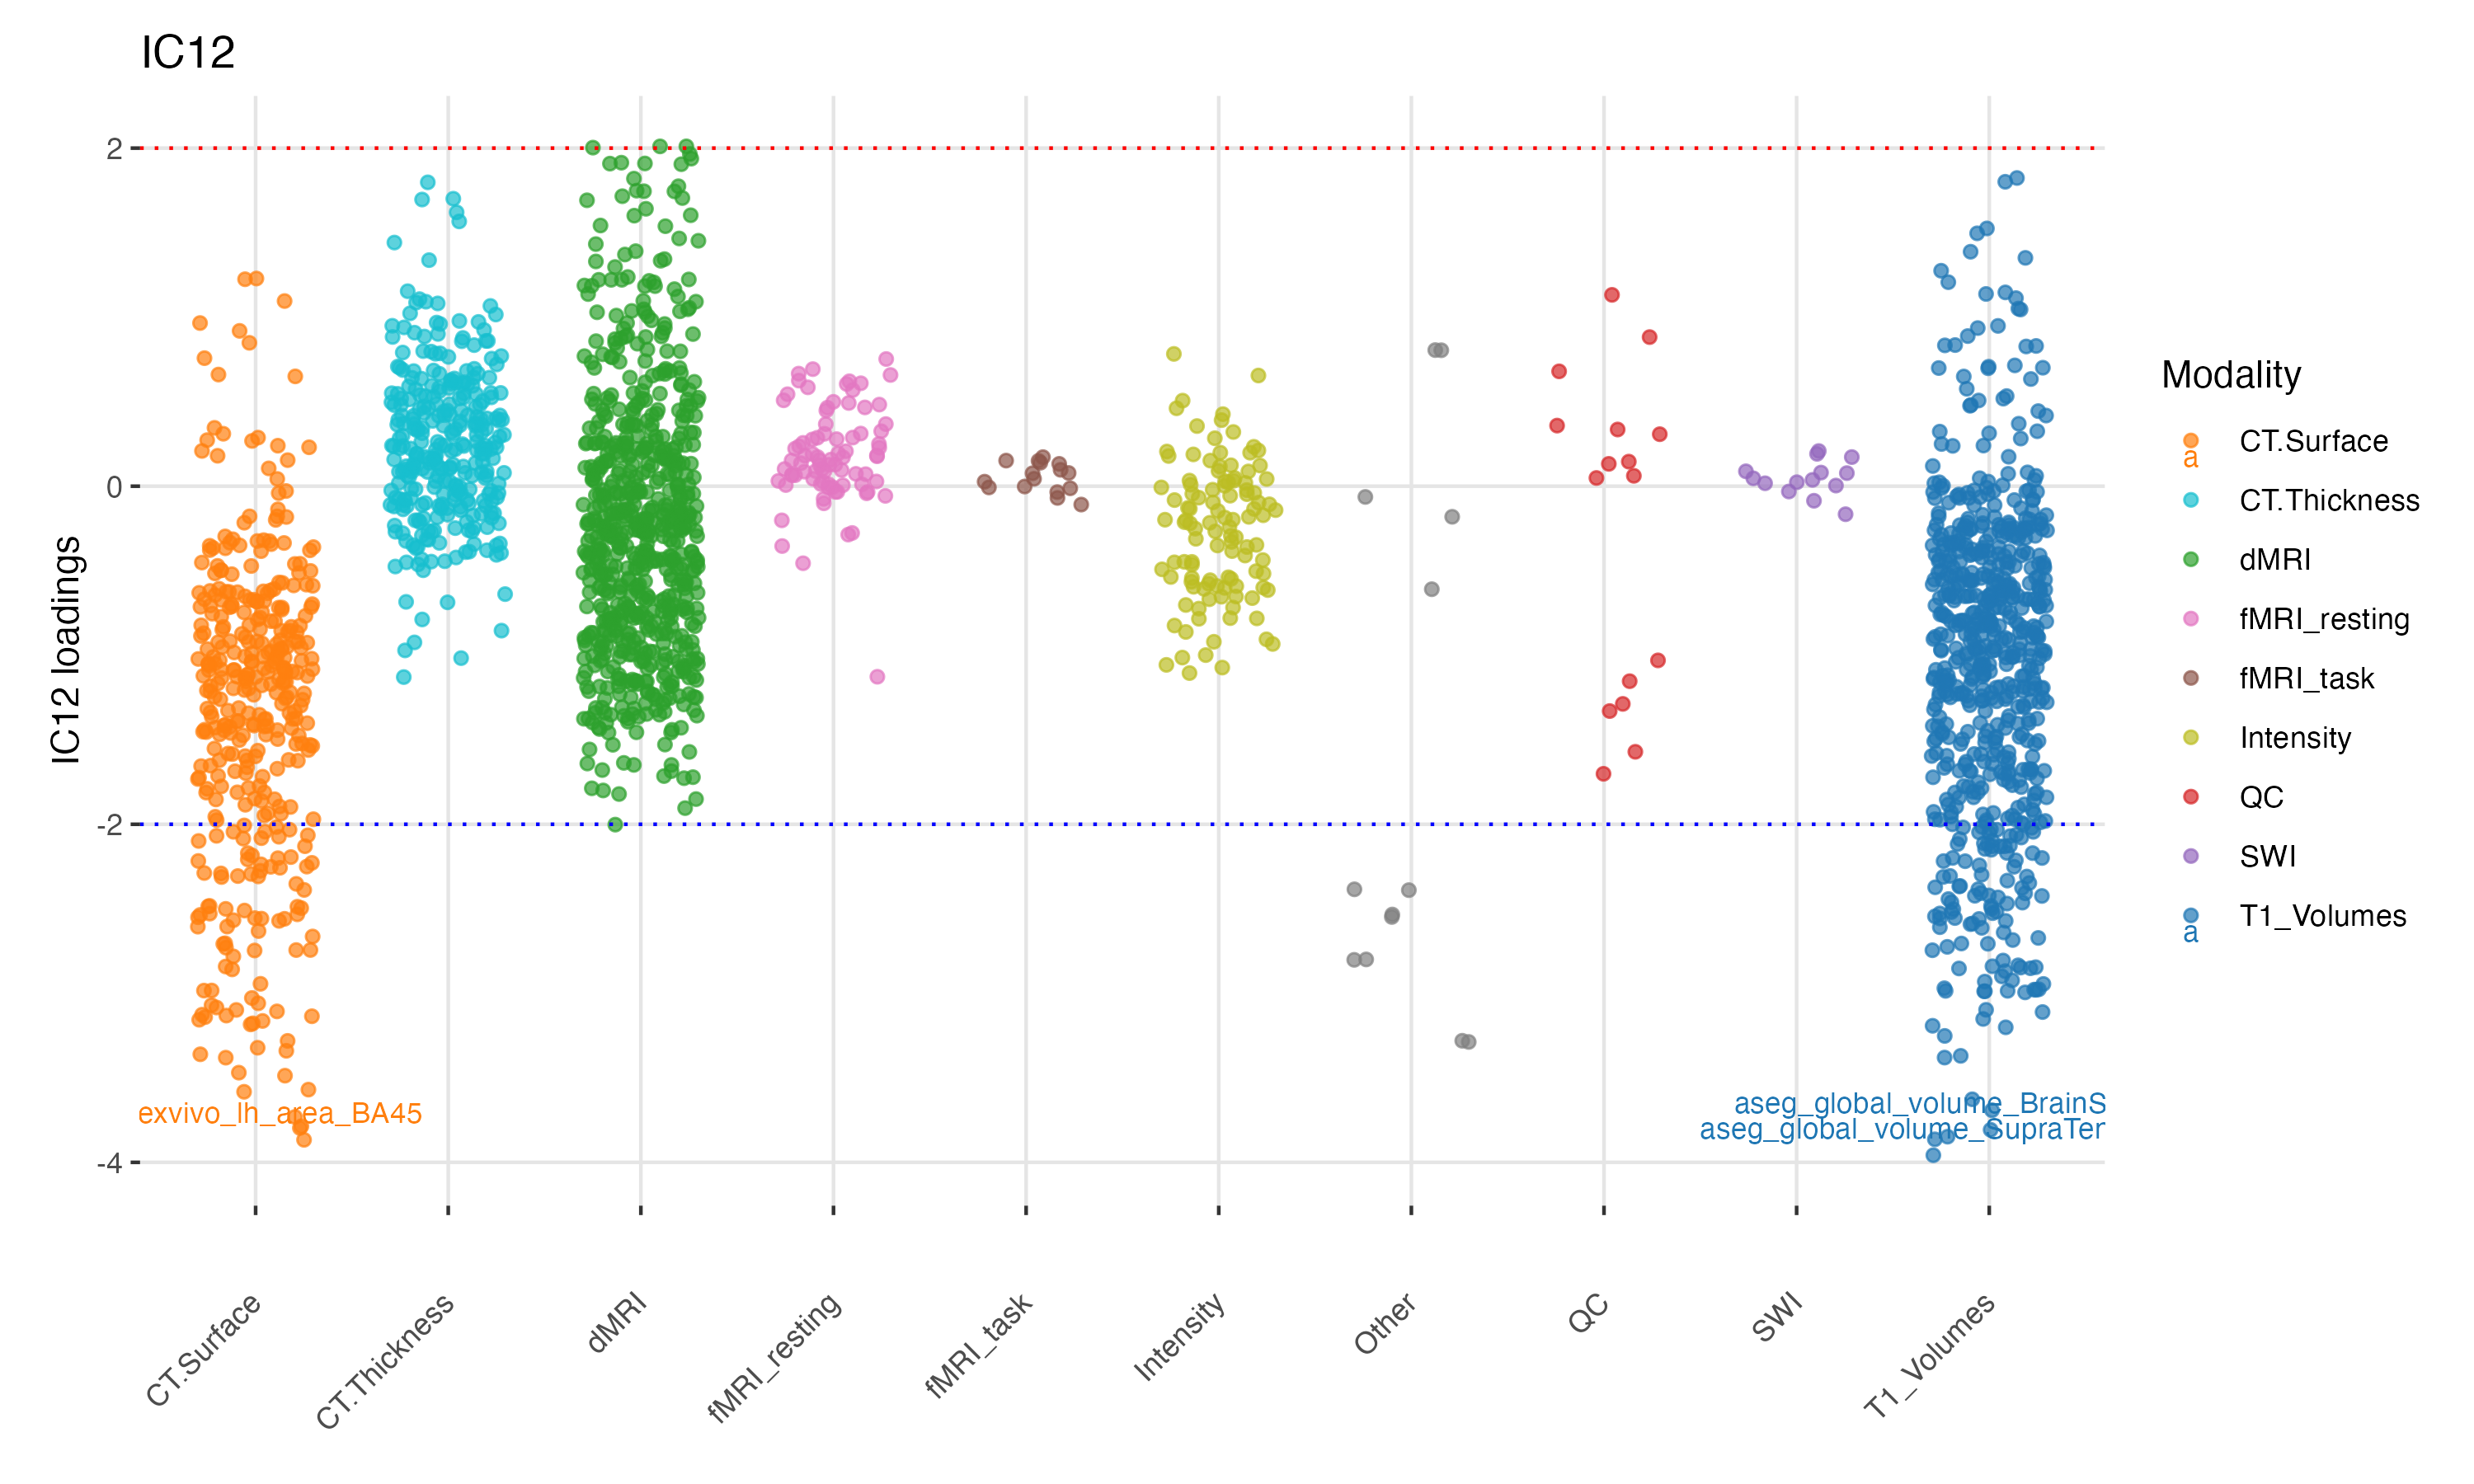 IC12
IC12 loadings
2
0
-2
-4
exvivo_lh_area_BA45
aseg_global_volume_BrainS
aseg_global_volume_SupraTer
CT.Surface
CT.Thickness
dMRI
fMRI_resting
fMRI_task
Intensity
Other
QC
SWI
T1_Volumes
Modality
a CT.Surface
CT.Thickness
dMRI
fMRI_resting
fMRI_task
Intensity
QC
SWI
a T1_Volumes